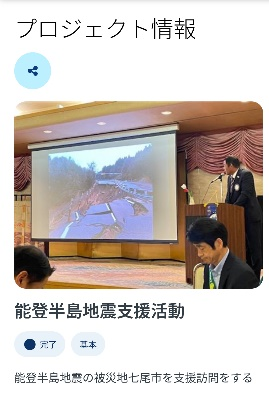 プロジェクト情報
能登半島地震支援活動
完了
基本
能登半島地震の被災地七尾市を支援訪問をする